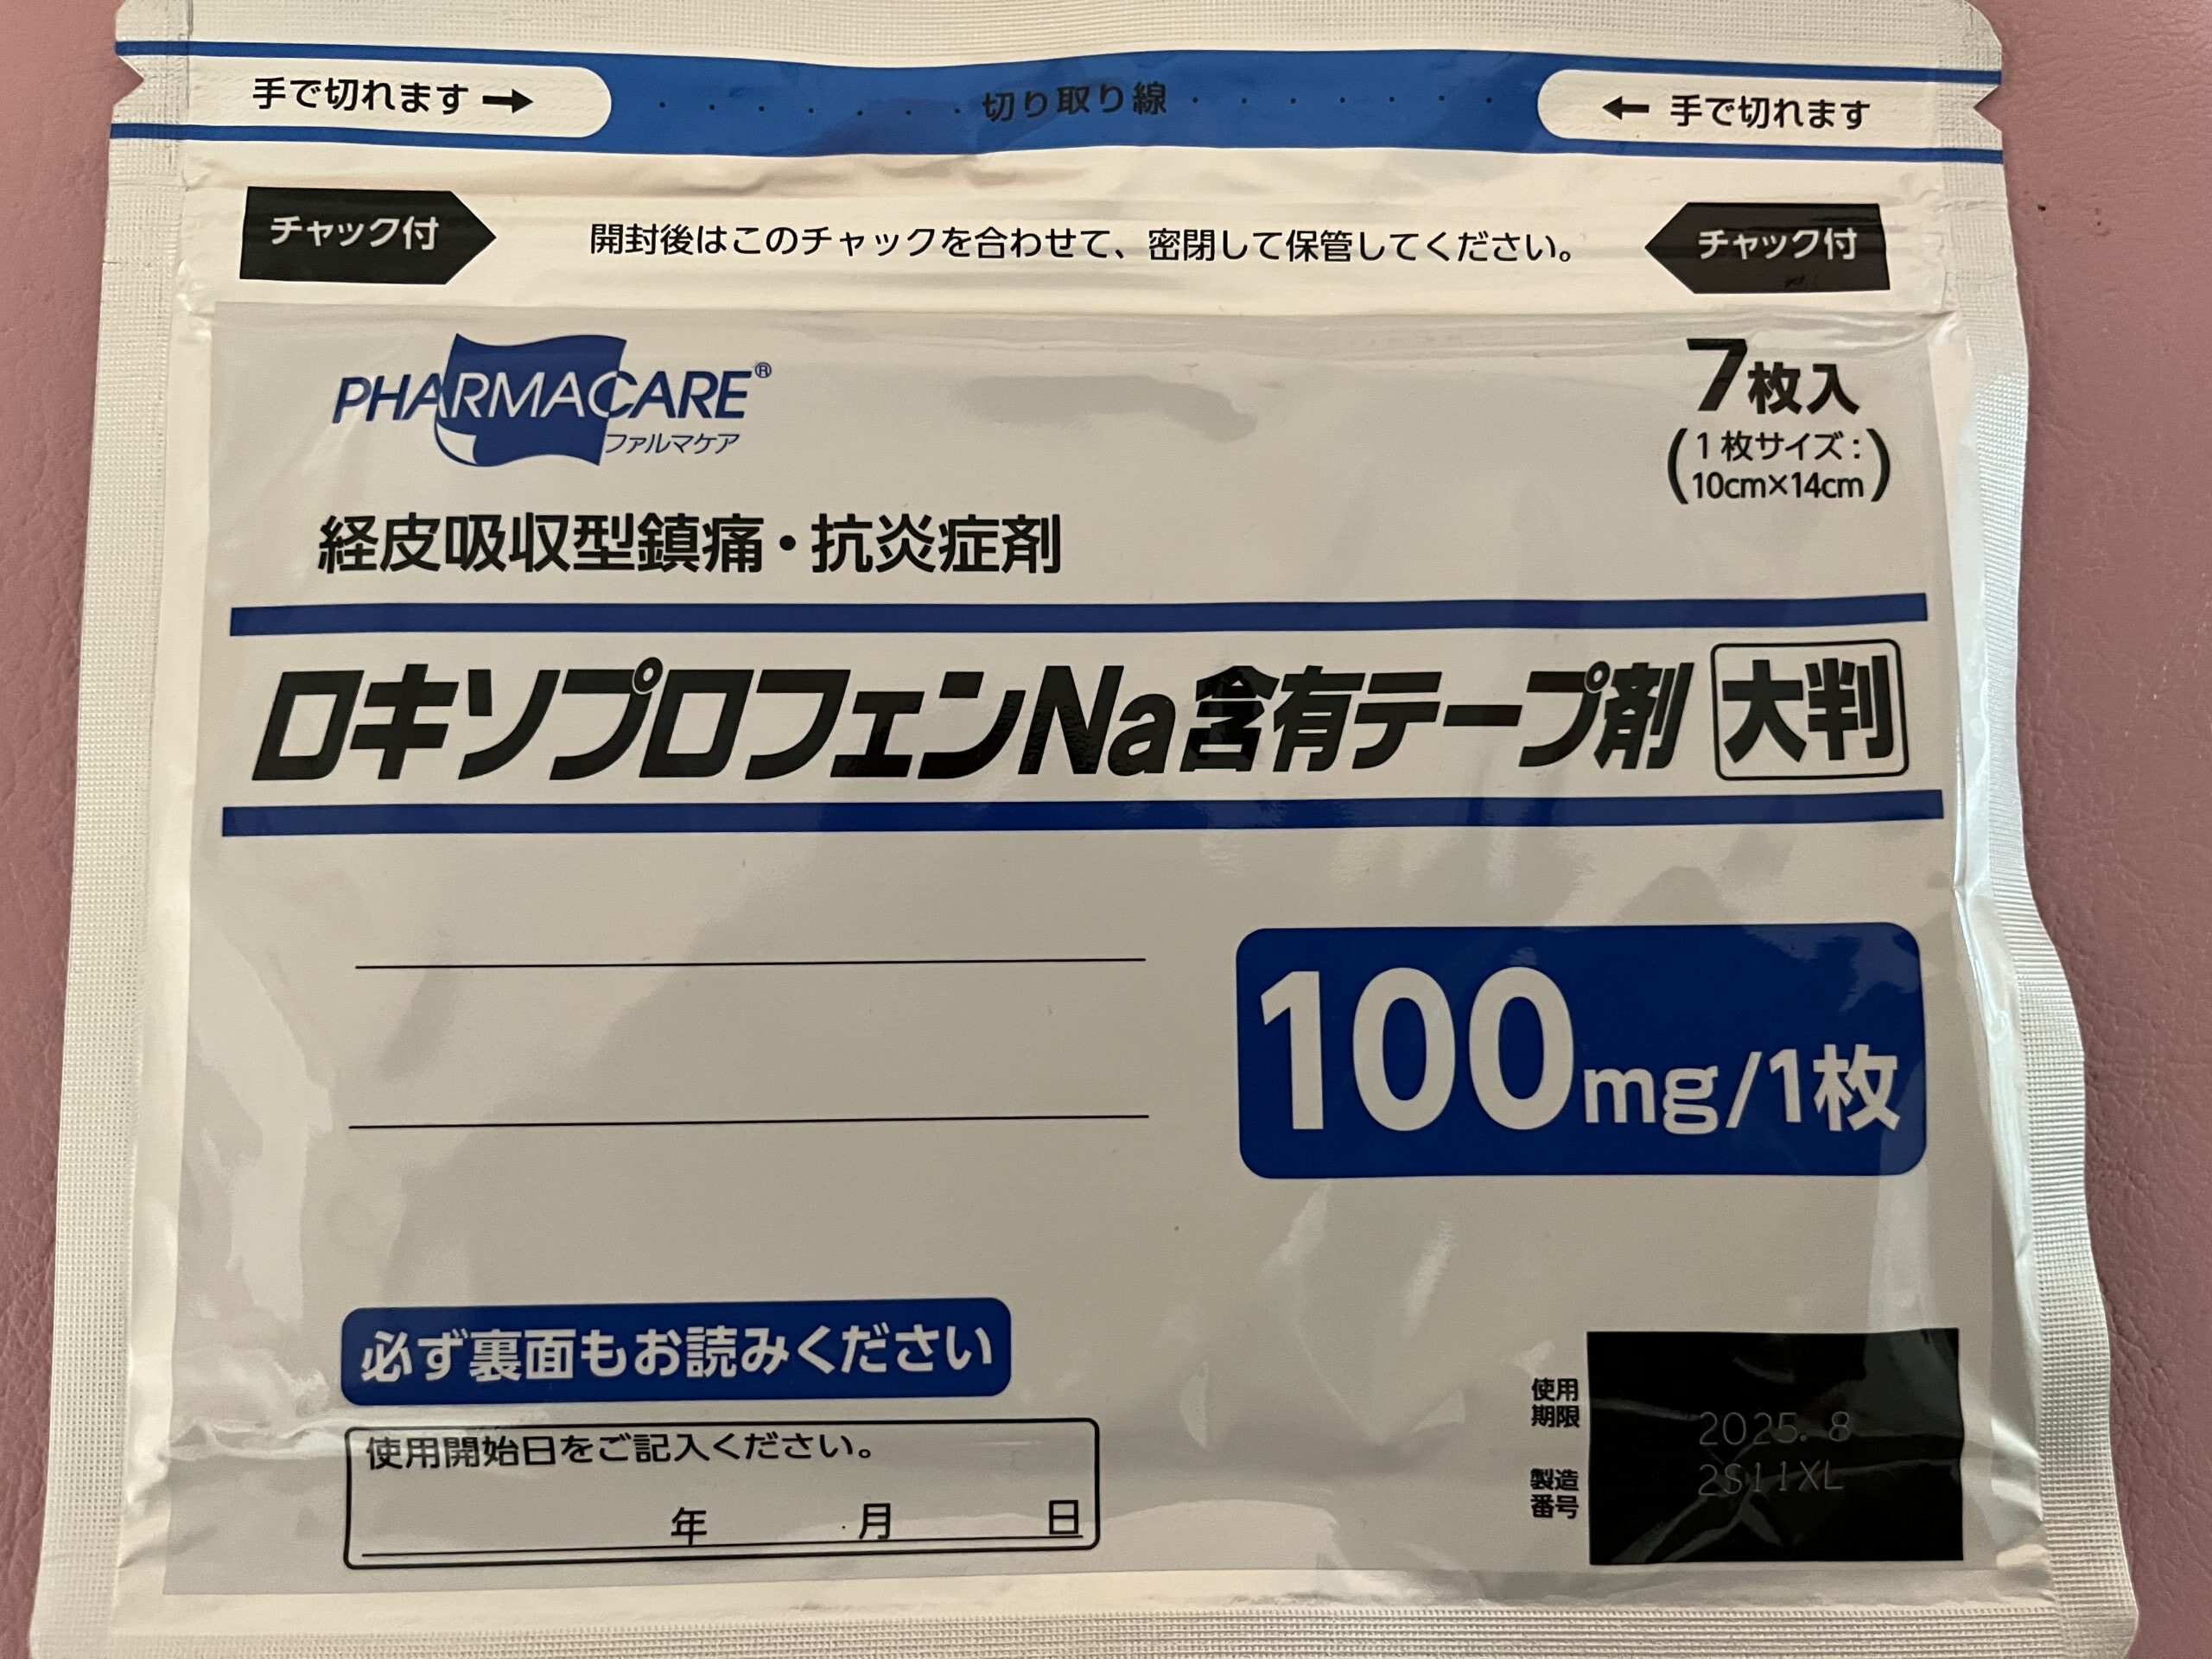 手で切れます → 切り取り線 ← 手で切れます
チャック付 開封後はこのチャックを合わせて、密閉して保管してください。 チャック付
PHARMACARE®
ファルマケア
7枚入
(1枚サイズ:
10cm×14cm)
経皮吸収型鎮痛・抗炎症剤
ロキソプロフェンNa含有テープ剤 大判
100mg/1枚
必ず裏面もお読みください
使用開始日をご記入ください。
年 月 日
使用
期限
2025. 8
製造
番号
2S11XL